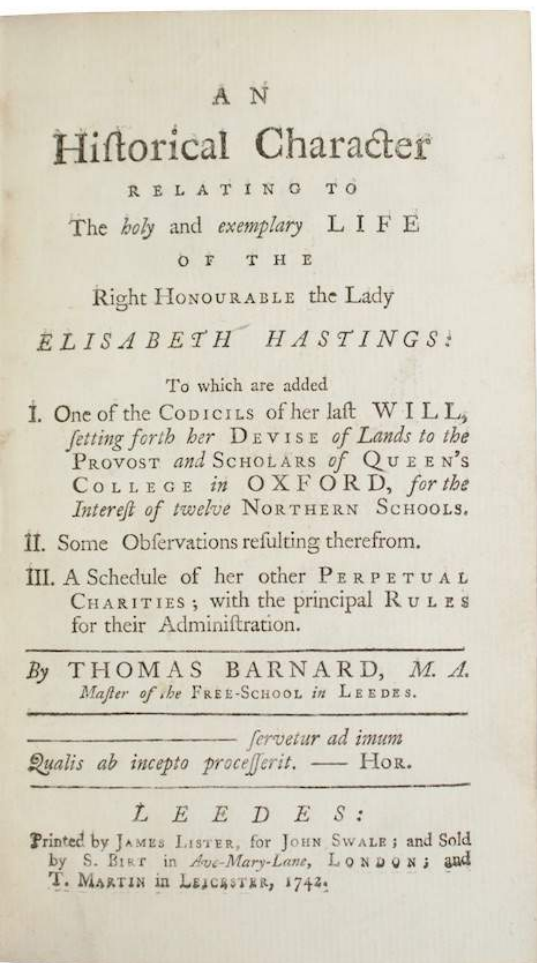 AN
Hiſtorical Character
RELATING TO
The holy and exemplary LIFE
OF THE
Right HONOURABLE the Lady
ELISABETH HASTINGS:
To which are added
I. One of the CODICILS of her laſt WILL,
ſetting forth her DEVISE of Lands to the
PROVOST and SCHOLARS of QUEEN'S
COLLEGE in OXFORD, for the
Intereſt of twelve NORTHERN SCHOOLS.
II. Some Obſervations reſulting therefrom.
III. A Schedule of her other PERPETUAL
CHARITIES; with the principal RULES
for their Adminiſtration.
By THOMAS BARNARD, M. A.
Maſter of the FREE-SCHOOL in LEEDES.
ſervetur ad imum
Qualis ab incepto proceſſerit. — HOR.
LEEDES:
Printed by JAMES LISTER, for JOHN SWALE; and Sold
by S. BIRT in Ave-Mary-Lane, LONDON; and
T. MARTIN in LEICESTER, 1742.